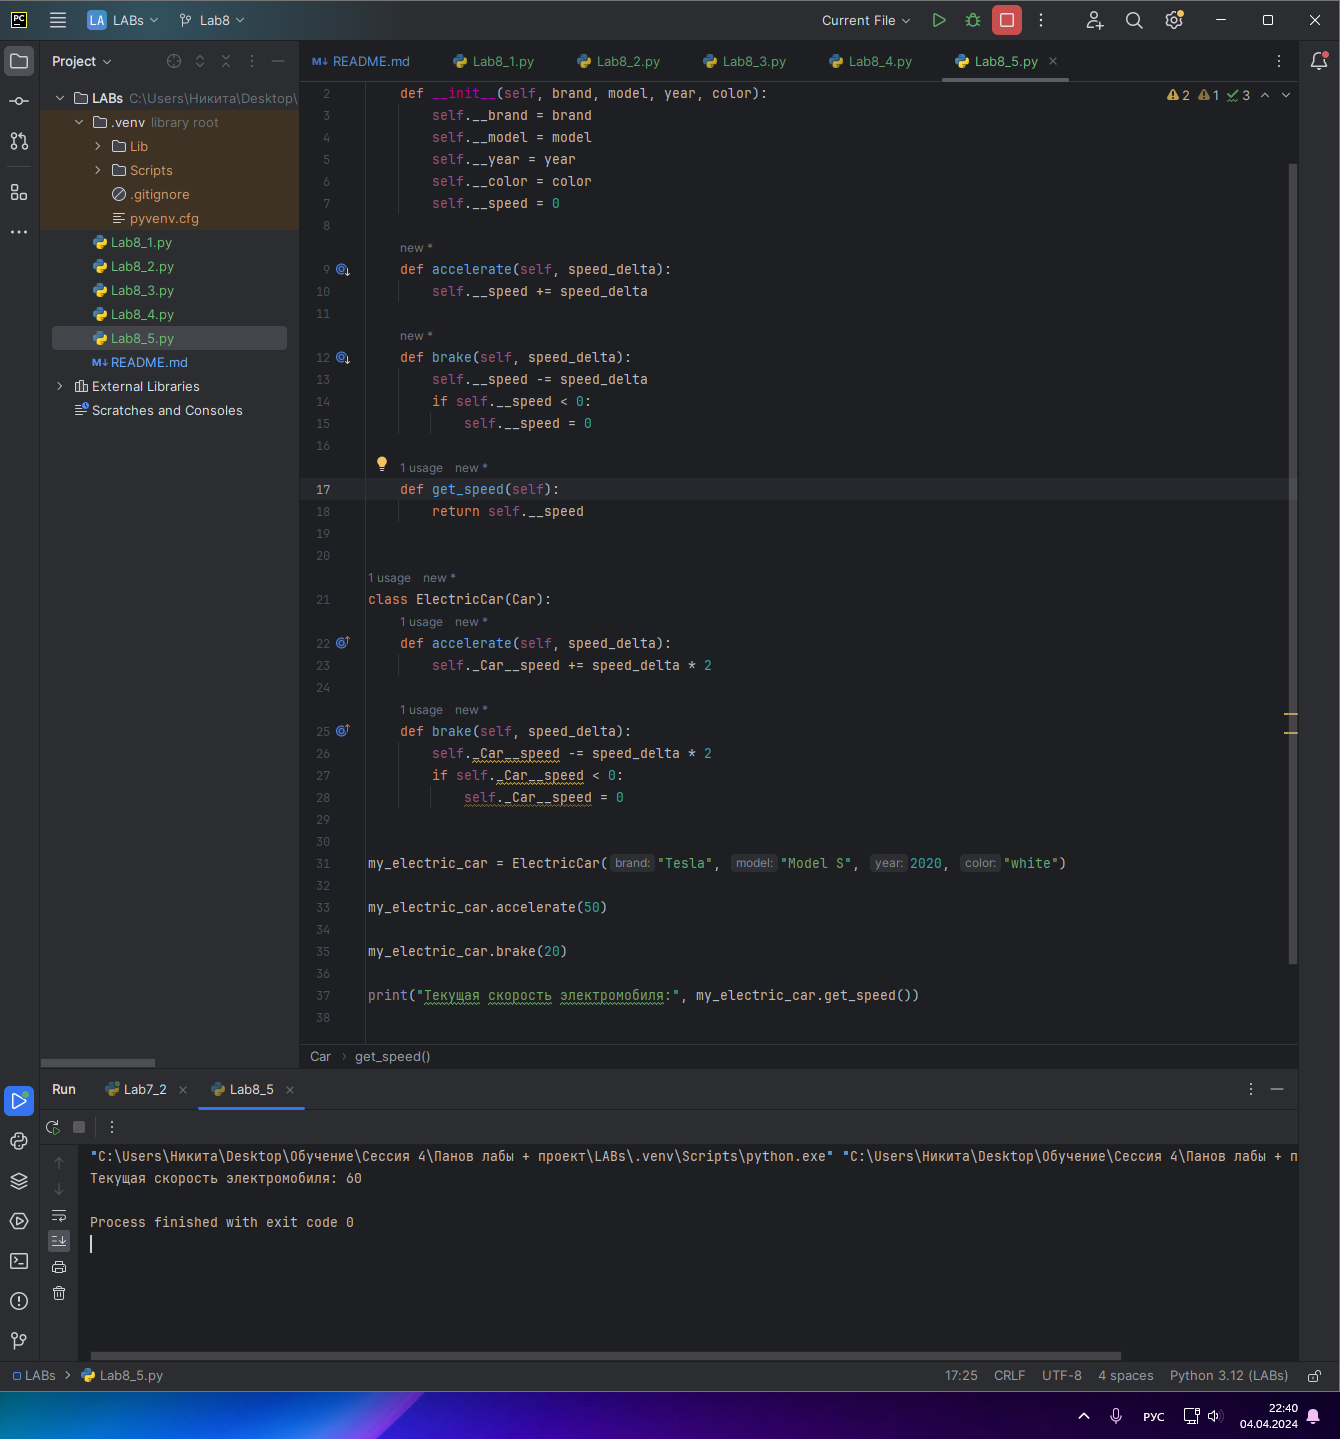 PC LA LABs Lab8 Current File
Project
README.md Lab8_1.py Lab8_2.py Lab8_3.py Lab8_4.py Lab8_5.py
LABs C:\Users\Никита\Desktop\
.venv library root
Lib
Scripts
.gitignore
pyvenv.cfg
Lab8_1.py
Lab8_2.py
Lab8_3.py
Lab8_4.py
Lab8_5.py
README.md
External Libraries
Scratches and Consoles
2 1 3
2 def __init__(self, brand, model, year, color):
3 self.__brand = brand
4 self.__model = model
5 self.__year = year
6 self.__color = color
7 self.__speed = 0
8
new *
9 def accelerate(self, speed_delta):
10 self.__speed += speed_delta
11
new *
12 def brake(self, speed_delta):
13 self.__speed -= speed_delta
14 if self.__speed < 0:
15 self.__speed = 0
16
1 usage new *
17 def get_speed(self):
18 return self.__speed
19
20
1 usage new *
21 class ElectricCar(Car):
1 usage new *
22 def accelerate(self, speed_delta):
23 self._Car__speed += speed_delta * 2
24
1 usage new *
25 def brake(self, speed_delta):
26 self._Car__speed -= speed_delta * 2
27 if self._Car__speed < 0:
28 self._Car__speed = 0
29
30
31 my_electric_car = ElectricCar( brand: "Tesla", model: "Model S", year: 2020, color: "white")
32
33 my_electric_car.accelerate(50)
34
35 my_electric_car.brake(20)
36
37 print("Текущая скорость электромобиля:", my_electric_car.get_speed())
38
Car › get_speed()
Run Lab7_2 Lab8_5
"C:\Users\Никита\Desktop\Обучение\Сессия 4\Панов лабы + проект\LABs\.venv\Scripts\python.exe" "C:\Users\Никита\Desktop\Обучение\Сессия 4\Панов лабы + п
Текущая скорость электромобиля: 60
Process finished with exit code 0
LABs > Lab8_5.py 17:25 CRLF UTF-8 4 spaces Python 3.12 (LABs)
РУС 22:40
04.04.2024